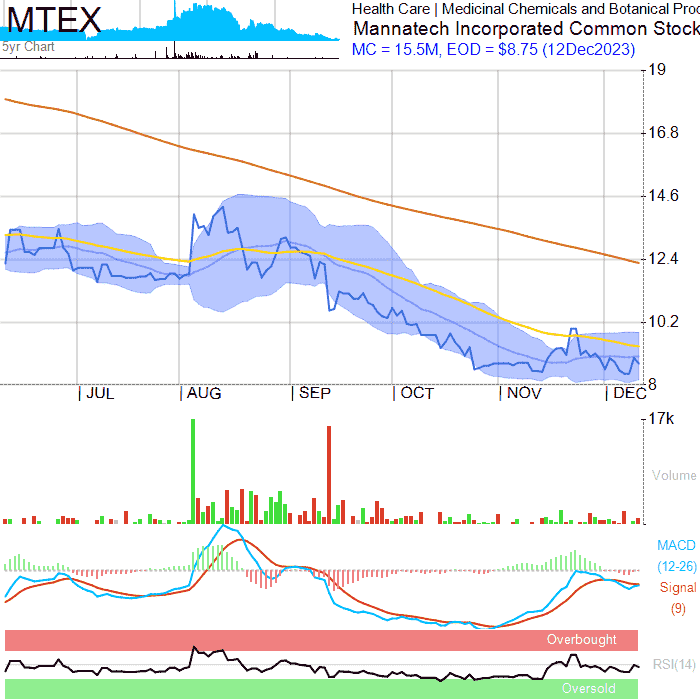 MTEX
5yr Chart
Health Care | Medicinal Chemicals and Botanical Proc
Mannatech Incorporated Common Stock
MC = 15.5M, EOD = $8.75 (12Dec2023)
19
16.8
14.6
12.4
10.2
8
JUL AUG SEP OCT NOV DEC
17k
Volume
MACD
(12-26)
Signal
(9)
Overbought
RSI(14)
Oversold